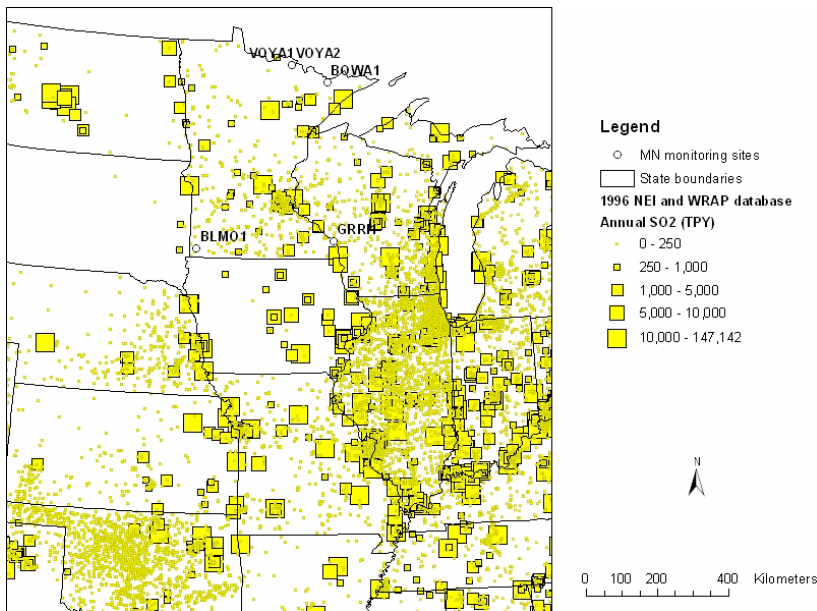 VOYA1 VOYA2
BOWA1
BLMO1
GRRI1
Legend
MN monitoring sites
State boundaries
1996 NEI and WRAP database
Annual SO2 (TPY)
0 - 250
250 - 1,000
1,000 - 5,000
5,000 - 10,000
10,000 - 147,142
N
0 100 200 400 Kilometers